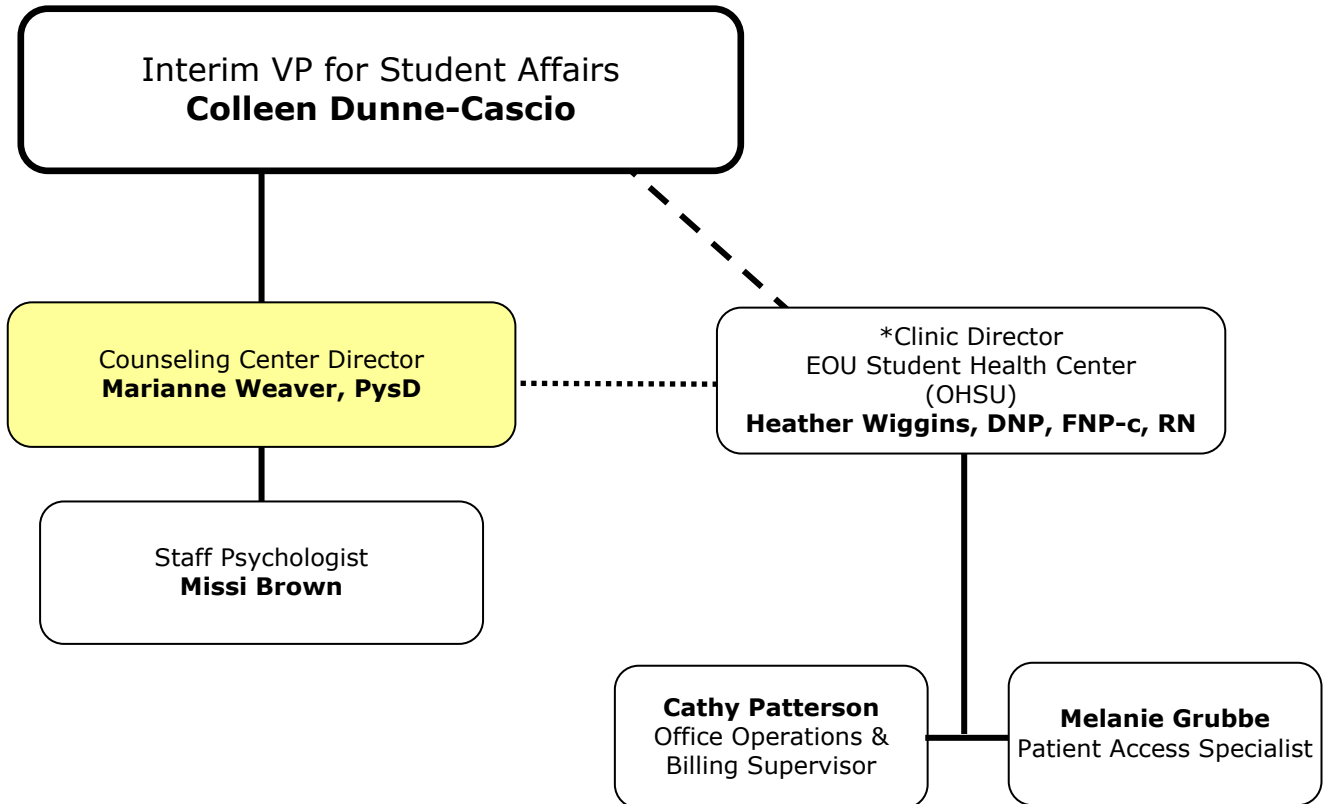 Interim VP for Student Affairs
Colleen Dunne-Cascio
Counseling Center Director
Marianne Weaver, PysD
*Clinic Director
EOU Student Health Center
(OHSU)
Heather Wiggins, DNP, FNP-c, RN
Staff Psychologist
Missi Brown
Cathy Patterson
Office Operations &
Billing Supervisor
Melanie Grubbe
Patient Access Specialist